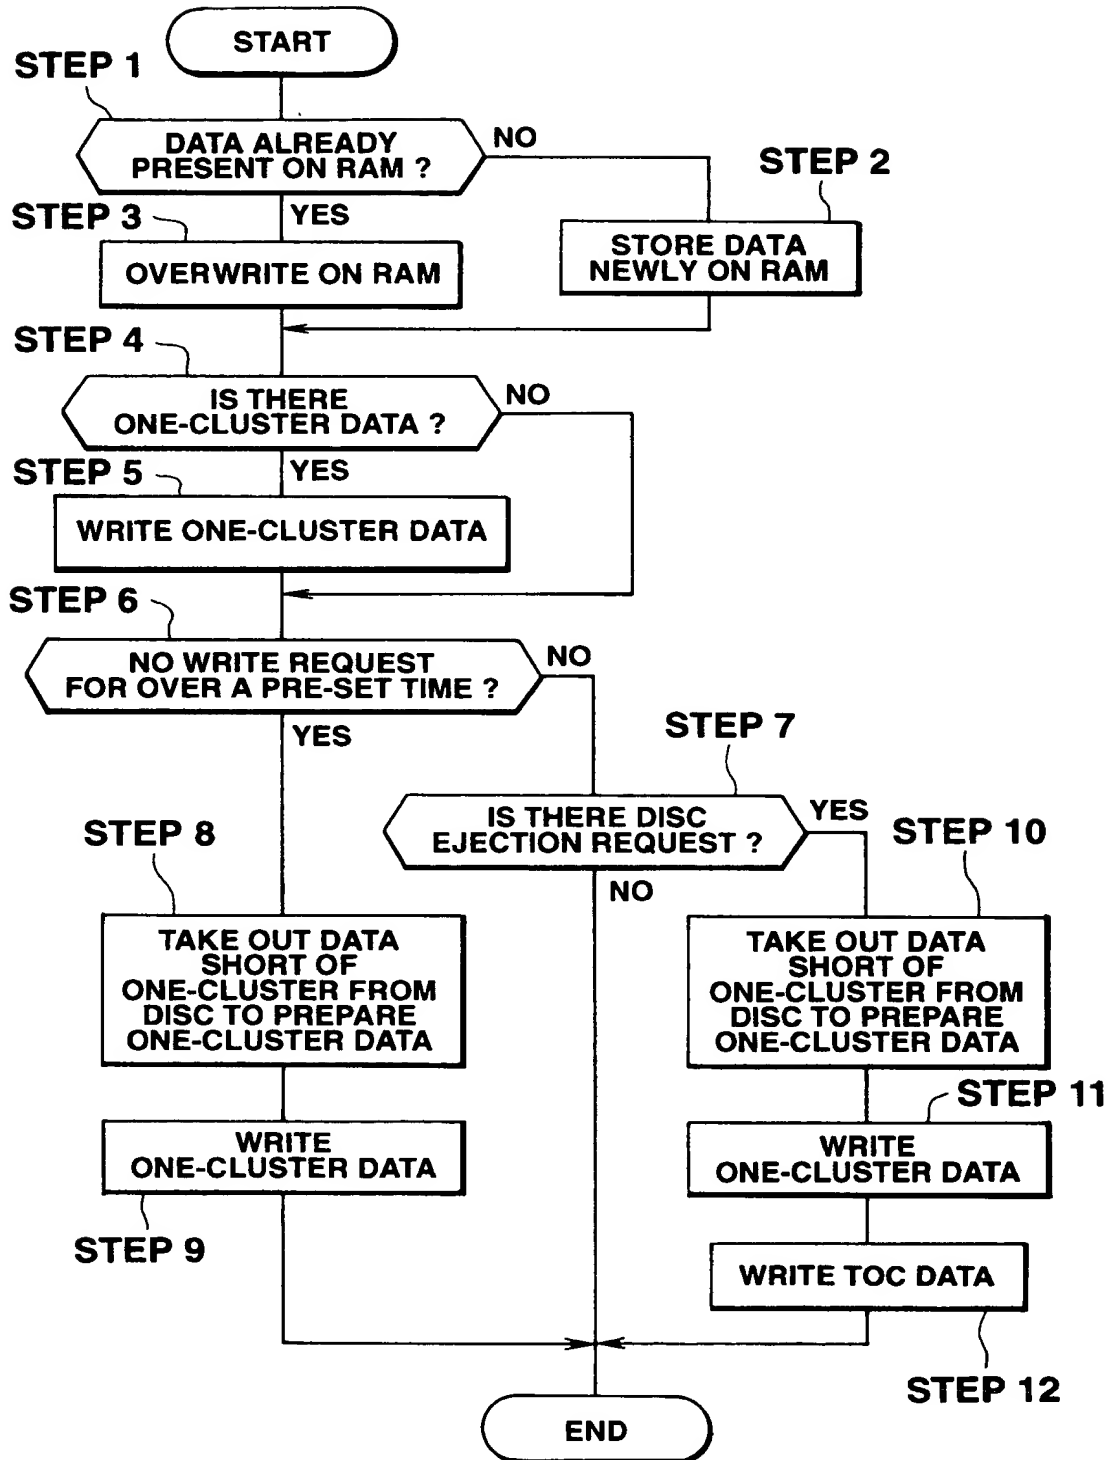 START
STEP 1
DATA ALREADY
PRESENT ON RAM ?
NO
YES
STEP 2
STORE DATA
NEWLY ON RAM
STEP 3
OVERWRITE ON RAM
STEP 4
IS THERE
ONE-CLUSTER DATA ?
NO
YES
STEP 5
WRITE ONE-CLUSTER DATA
STEP 6
NO WRITE REQUEST
FOR OVER A PRE-SET TIME ?
NO
YES
STEP 7
IS THERE DISC
EJECTION REQUEST ?
YES
NO
STEP 8
TAKE OUT DATA
SHORT OF
ONE-CLUSTER FROM
DISC TO PREPARE
ONE-CLUSTER DATA
STEP 10
TAKE OUT DATA
SHORT OF
ONE-CLUSTER FROM
DISC TO PREPARE
ONE-CLUSTER DATA
WRITE
ONE-CLUSTER DATA
STEP 9
STEP 11
WRITE
ONE-CLUSTER DATA
WRITE TOC DATA
STEP 12
END